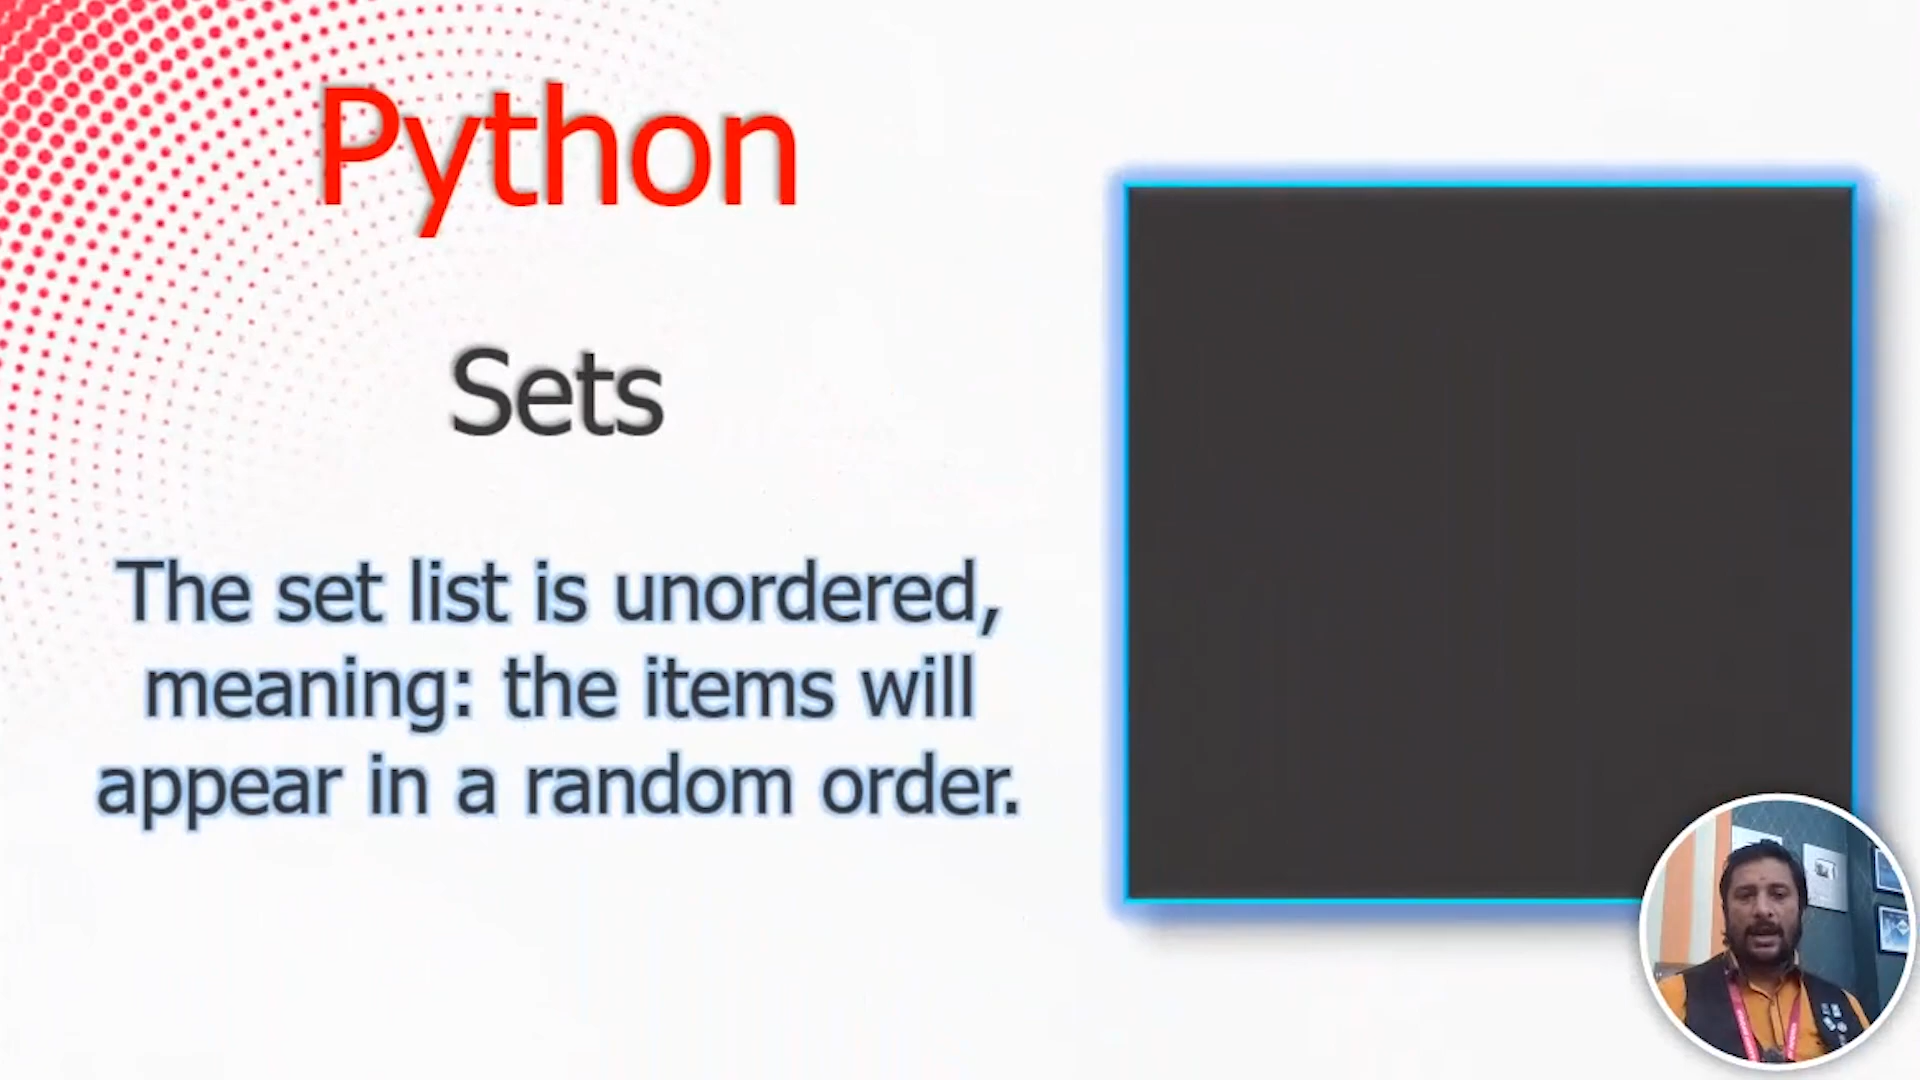 Python
Sets
The set list is unordered,
meaning: the items will
appear in a random order.